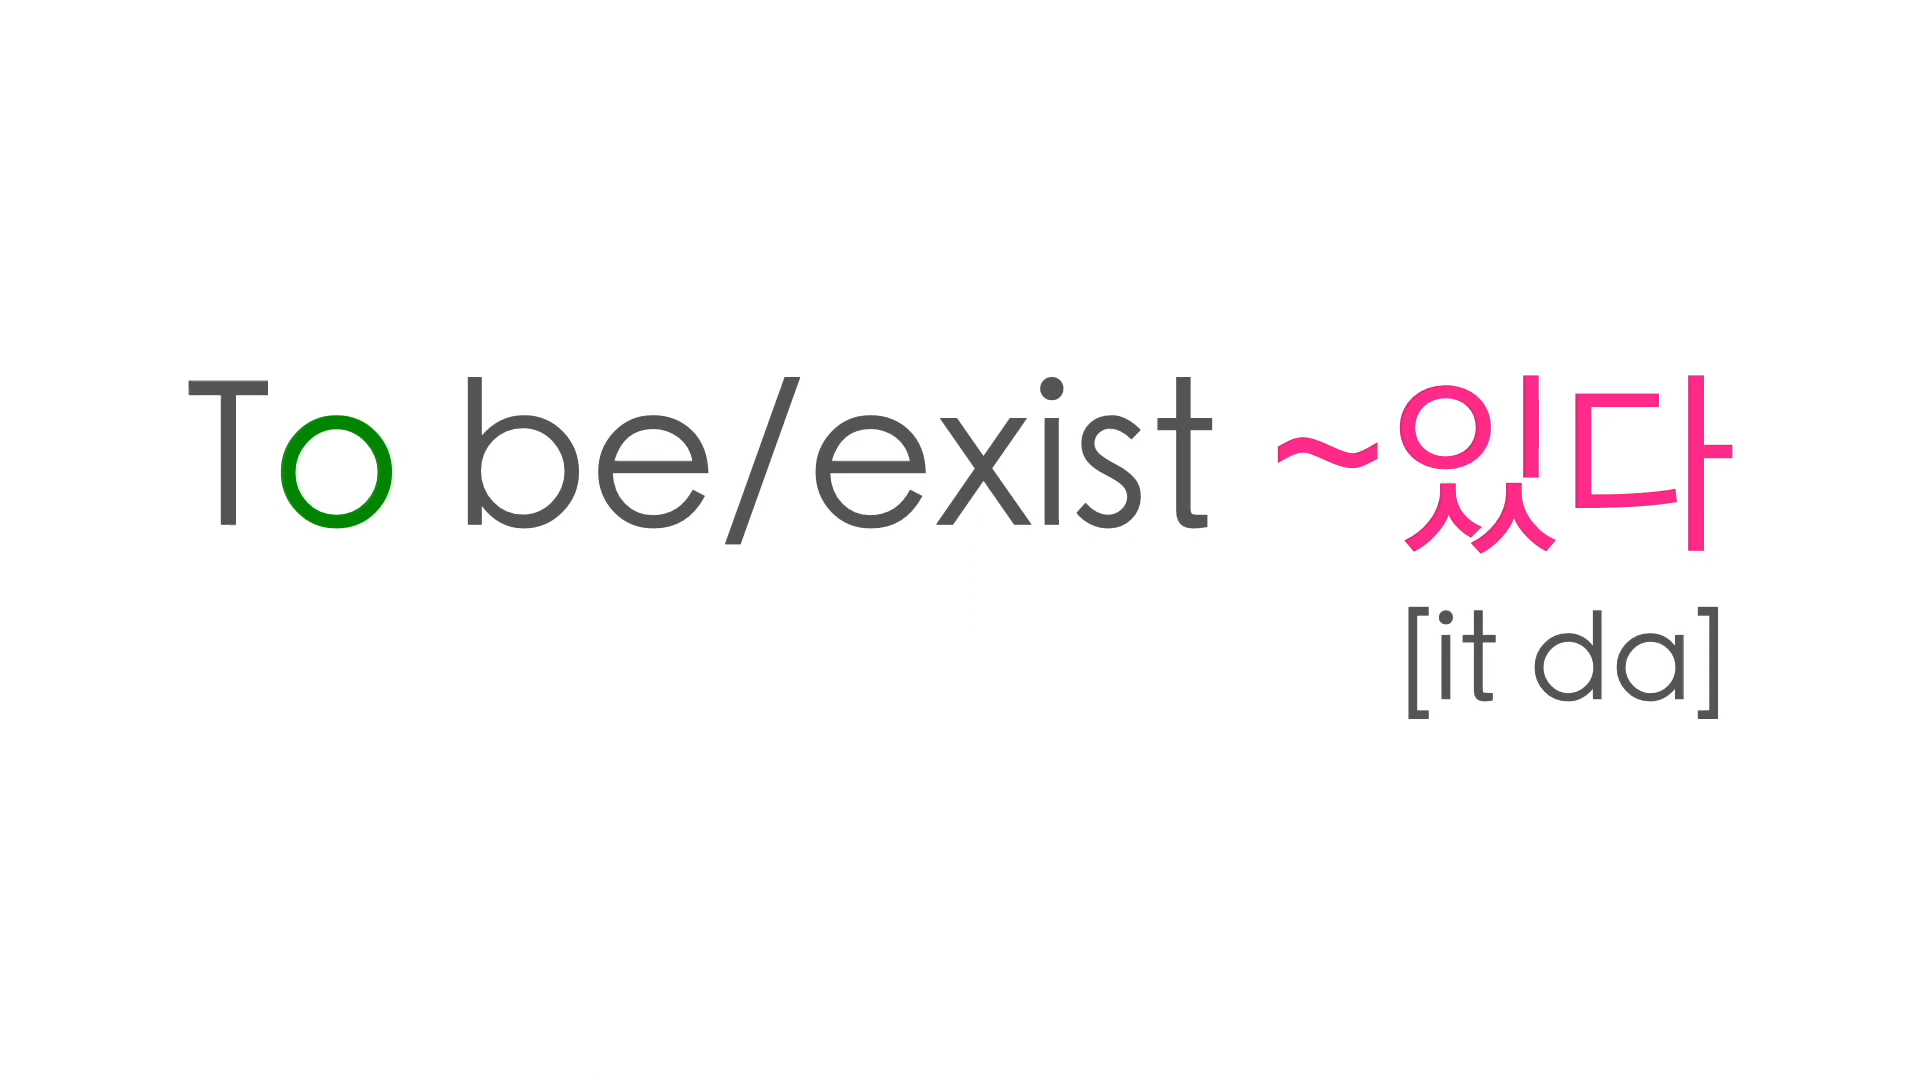 To be/exist ~있다
[it da]